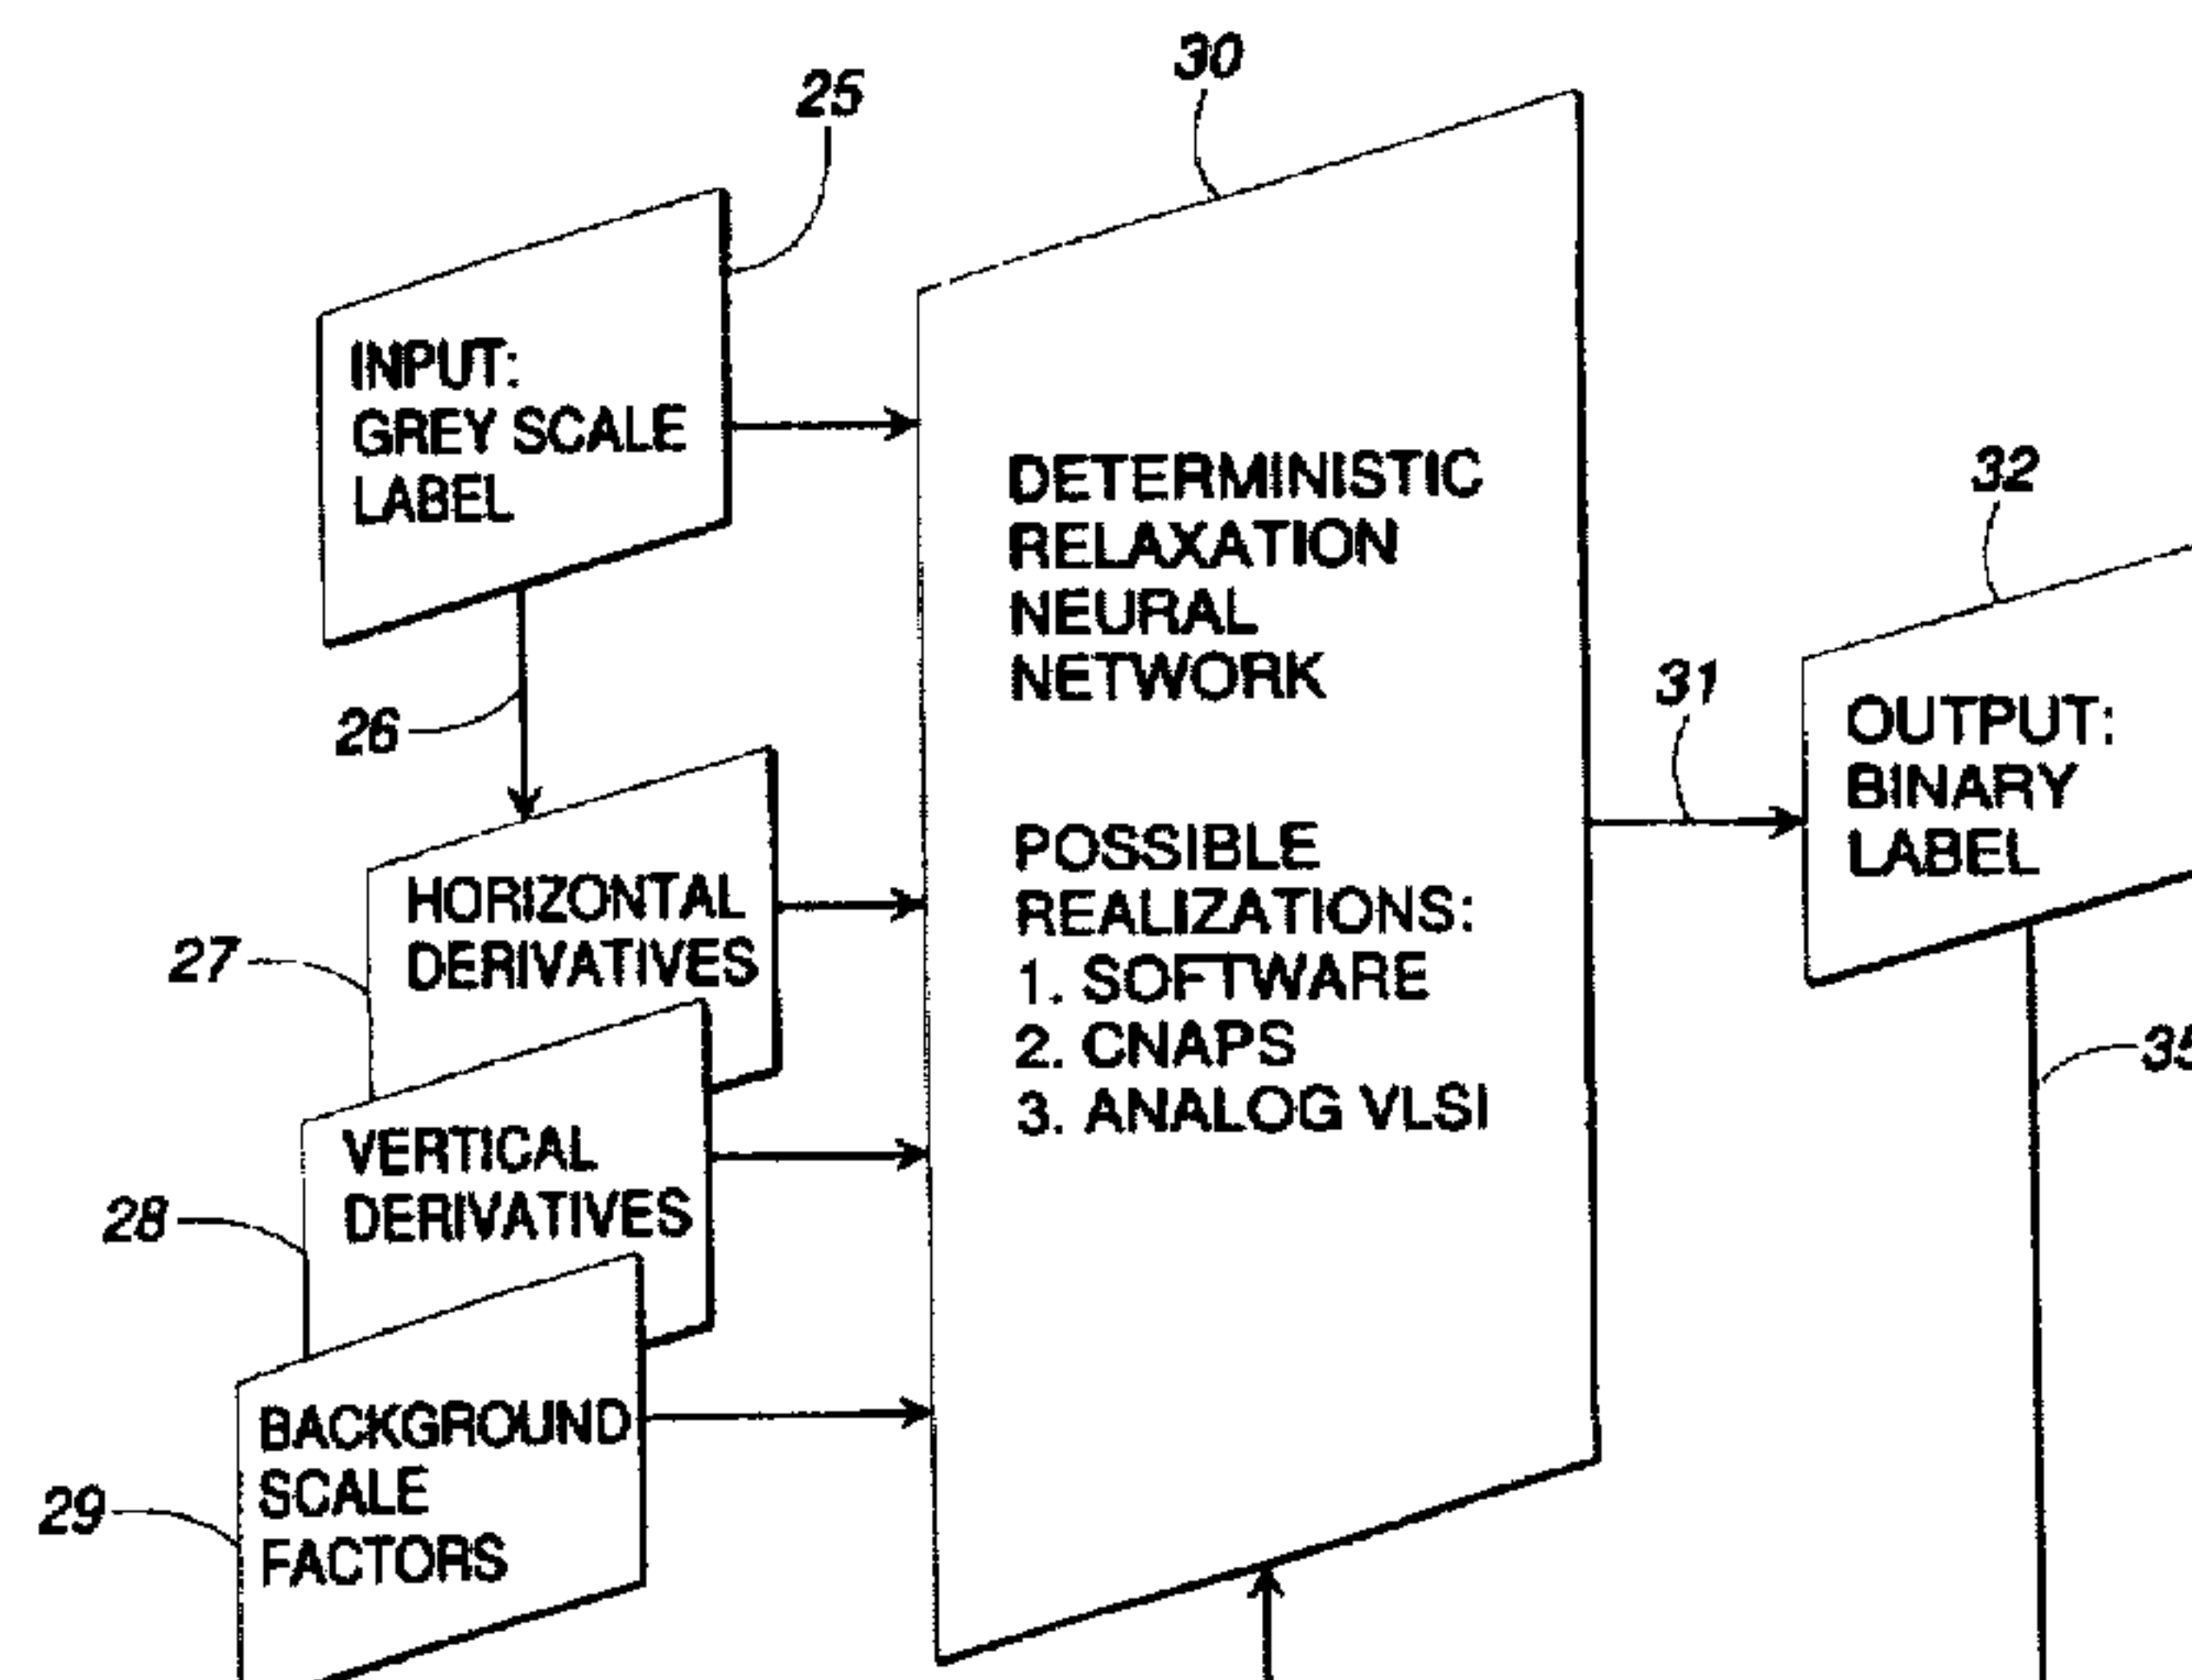 30
25
INPUT:
GREY SCALE
LABEL
26
HORIZONTAL
DERIVATIVES
27
VERTICAL
DERIVATIVES
28
BACKGROUND
SCALE
FACTORS
29
DETERMINISTIC
RELAXATION
NEURAL
NETWORK
POSSIBLE
REALIZATIONS:
1. SOFTWARE
2. CNAPS
3. ANALOG VLSI
31
32
OUTPUT:
BINARY
LABEL
35